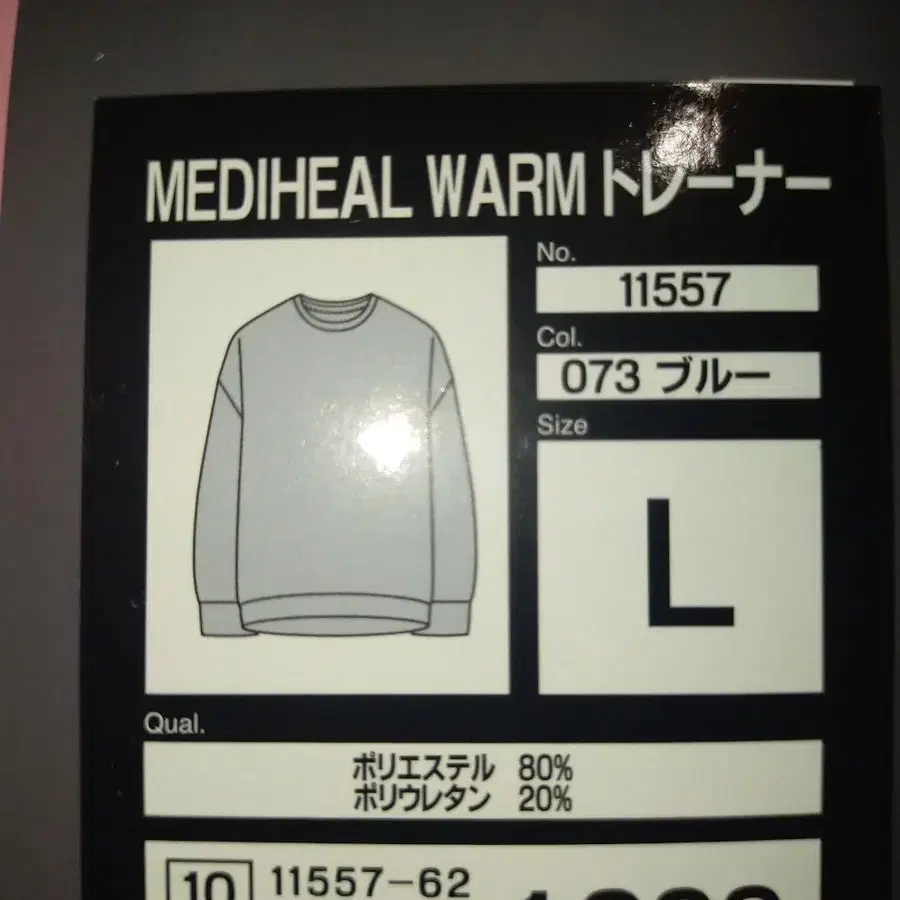 MEDIHEAL WARM トレーナー
No.
11557
Col.
073 ブルー
Size
L
Qual.
ポリエステル 80%
ポリウレタン 20%
10 11557-62